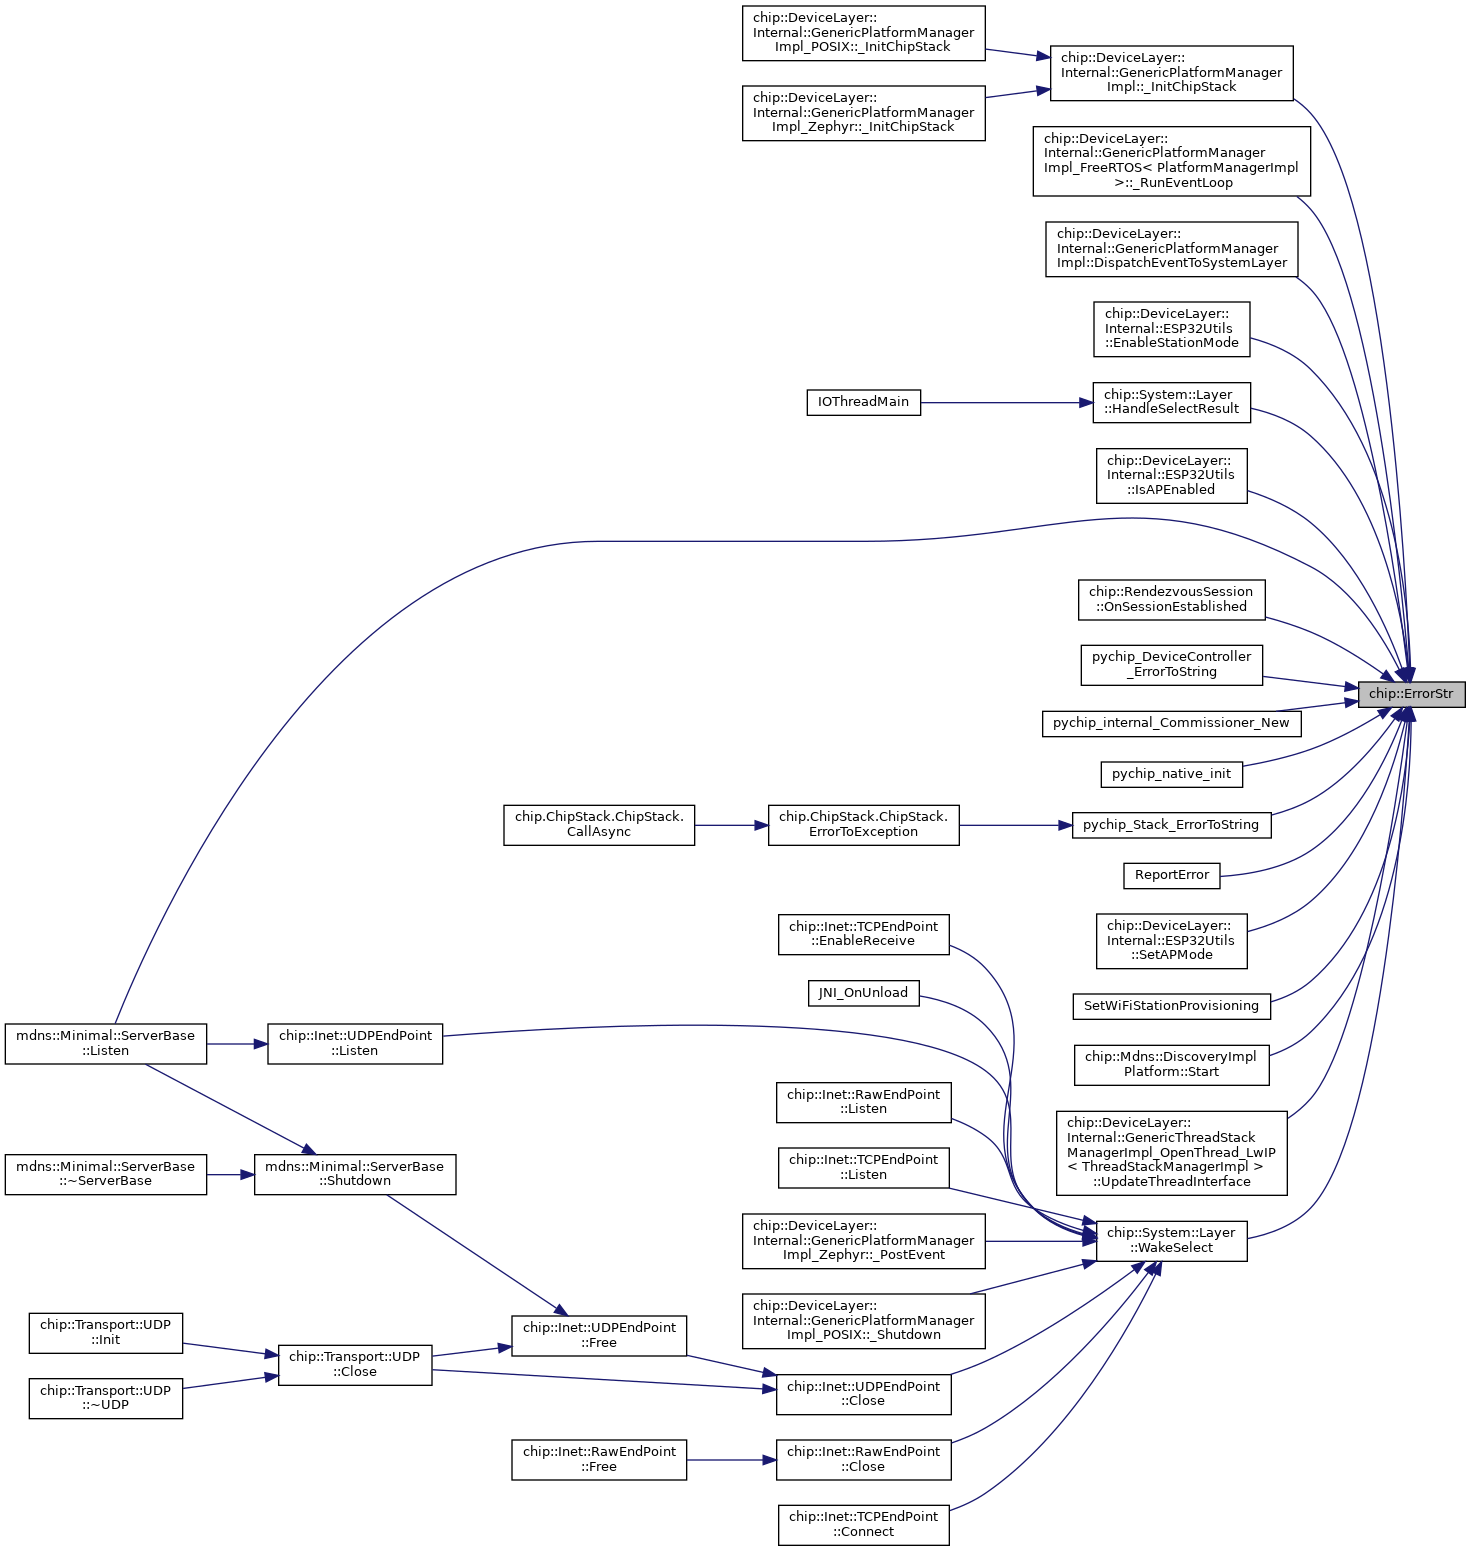 chip::DeviceLayer::
Internal::GenericPlatformManager
Impl_POSIX::_InitChipStack
chip::DeviceLayer::
Internal::GenericPlatformManager
Impl::_InitChipStack
chip::DeviceLayer::
Internal::GenericPlatformManager
Impl_Zephyr::_InitChipStack
chip::DeviceLayer::
Internal::GenericPlatformManager
Impl_FreeRTOS< PlatformManagerImpl
>::_RunEventLoop
chip::DeviceLayer::
Internal::GenericPlatformManager
Impl::DispatchEventToSystemLayer
chip::DeviceLayer::
Internal::ESP32Utils
::EnableStationMode
IOThreadMain
chip::System::Layer
::HandleSelectResult
chip::DeviceLayer::
Internal::ESP32Utils
::IsAPEnabled
chip::RendezvousSession
::OnSessionEstablished
pychip_DeviceController
_ErrorToString
chip::ErrorStr
pychip_internal_Commissioner_New
pychip_native_init
chip.ChipStack.ChipStack.
CallAsync
chip.ChipStack.ChipStack.
ErrorToException
pychip_Stack_ErrorToString
ReportError
chip::DeviceLayer::
Internal::ESP32Utils
::SetAPMode
chip::Inet::TCPEndPoint
::EnableReceive
JNI_OnUnload
SetWiFiStationProvisioning
mdns::Minimal::ServerBase
::Listen
chip::Inet::UDPEndPoint
::Listen
chip::Mdns::DiscoveryImpl
Platform::Start
chip::Inet::RawEndPoint
::Listen
chip::DeviceLayer::
Internal::GenericThreadStack
ManagerImpl_OpenThread_LwIP
< ThreadStackManagerImpl >
::UpdateThreadInterface
mdns::Minimal::ServerBase
::~ServerBase
mdns::Minimal::ServerBase
::Shutdown
chip::Inet::TCPEndPoint
::Listen
chip::DeviceLayer::
Internal::GenericPlatformManager
Impl_Zephyr::_PostEvent
chip::System::Layer
::WakeSelect
chip::DeviceLayer::
Internal::GenericPlatformManager
Impl_POSIX::_Shutdown
chip::Transport::UDP
::Init
chip::Inet::UDPEndPoint
::Free
chip::Transport::UDP
::Close
chip::Transport::UDP
::~UDP
chip::Inet::UDPEndPoint
::Close
chip::Inet::RawEndPoint
::Free
chip::Inet::RawEndPoint
::Close
chip::Inet::TCPEndPoint
::Connect